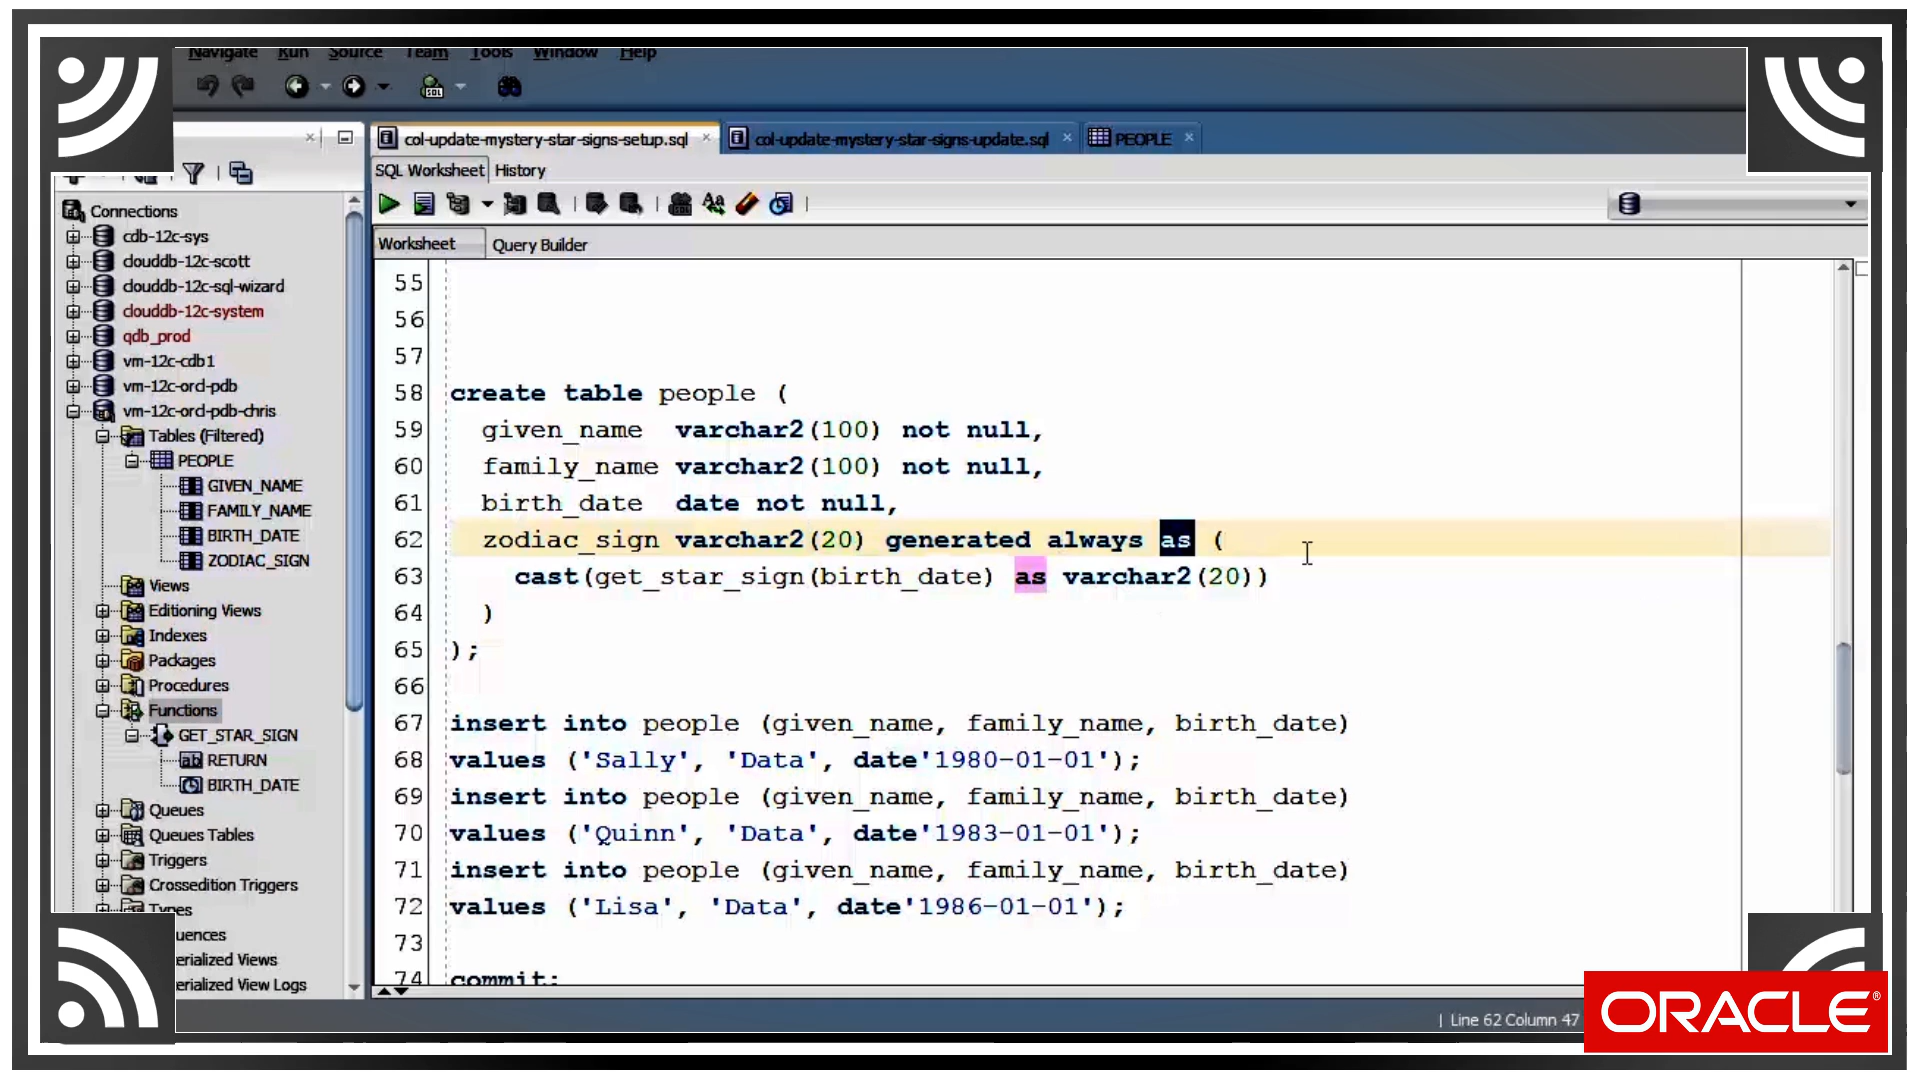 Navigate Run Source Team Tools Window Help
col-update-mystery-star-signs-setup.sql
col-update-mystery-star-signs-update.sql
PEOPLE
SQL Worksheet History
Connections
cdb-12c-sys
clouddb-12c-scott
clouddb-12c-sql-wizard
clouddb-12c-system
qdb_prod
vm-12c-cdb1
vm-12c-ord-pdb
vm-12c-ord-pdb-chris
Tables (Filtered)
PEOPLE
GIVEN_NAME
FAMILY_NAME
BIRTH_DATE
ZODIAC_SIGN
Views
Editioning Views
Indexes
Packages
Procedures
Functions
GET_STAR_SIGN
RETURN
BIRTH_DATE
Queues
Queues Tables
Triggers
Crossedition Triggers
Types
uences
erialized Views
erialized View Logs
Worksheet Query Builder
55
56
57
58 create table people (
59 given_name varchar2(100) not null,
60 family_name varchar2(100) not null,
61 birth_date date not null,
62 zodiac_sign varchar2(20) generated always as (
63 cast(get_star_sign(birth_date) as varchar2(20))
64 )
65 );
66
67 insert into people (given_name, family_name, birth_date)
68 values ('Sally', 'Data', date'1980-01-01');
69 insert into people (given_name, family_name, birth_date)
70 values ('Quinn', 'Data', date'1983-01-01');
71 insert into people (given_name, family_name, birth_date)
72 values ('Lisa', 'Data', date'1986-01-01');
73
74 commit;
| Line 62 Column 47
ORACLE®